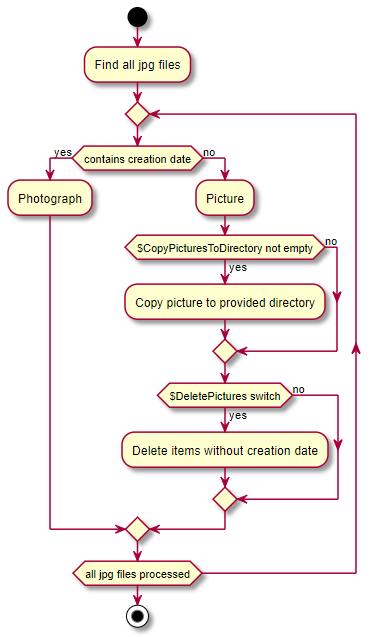 Find all jpg files
yes
contains creation date
no
Photograph
Picture
$CopyPicturesToDirectory not empty
no
yes
Copy picture to provided directory
$DeletePictures switch
no
yes
Delete items without creation date
all jpg files processed